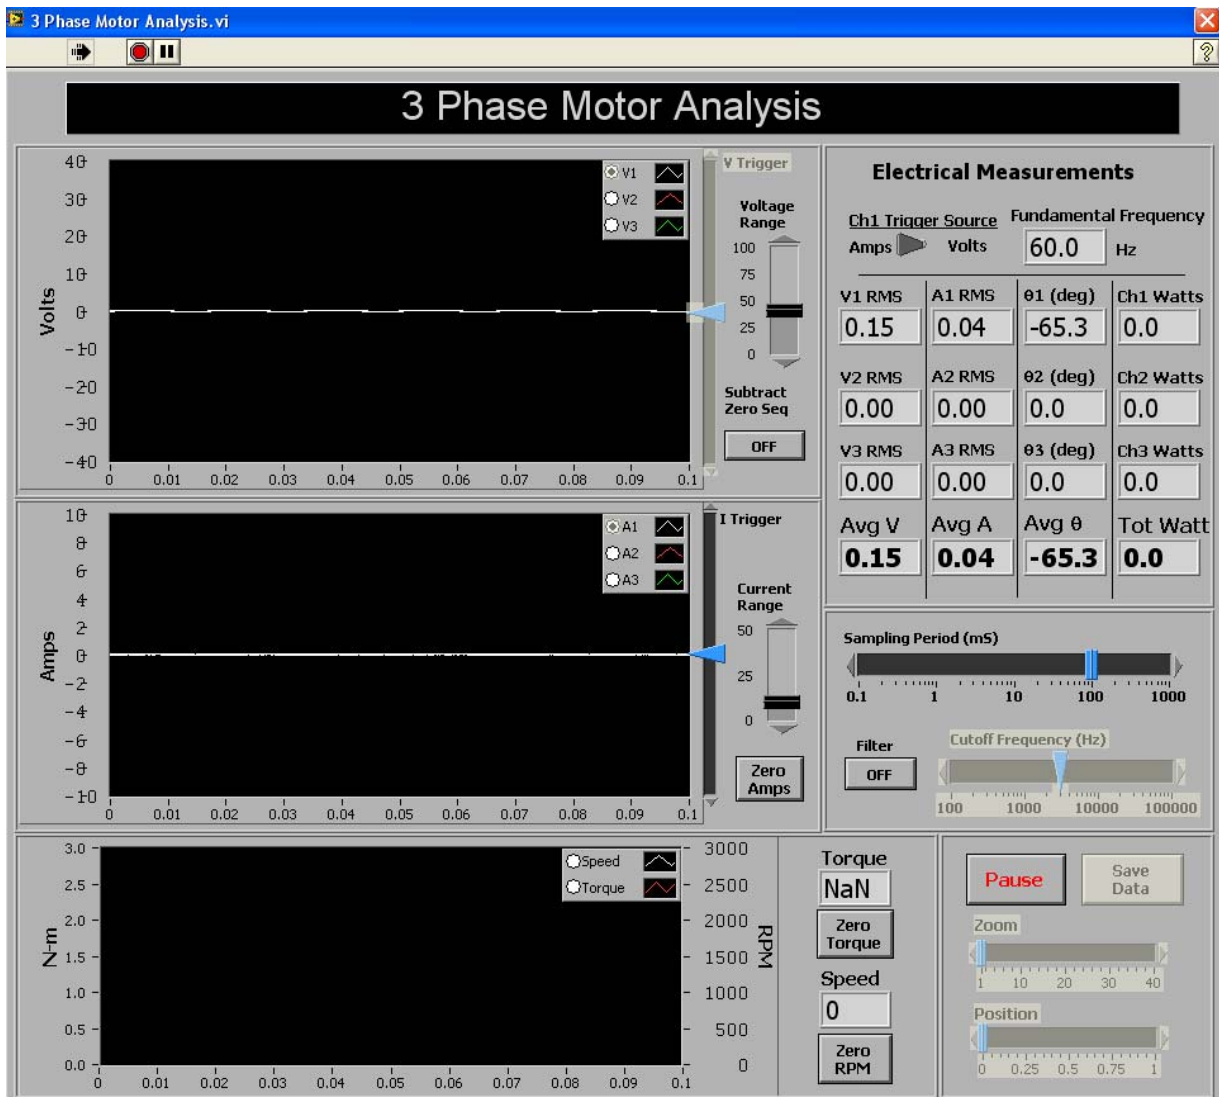 3 Phase Motor Analysis.vi
3 Phase Motor Analysis
40
30
20
10
0
-10
-20
-30
-40
Volts
0 0.01 0.02 0.03 0.04 0.05 0.06 0.07 0.08 0.09 0.1
V1
V2
V3
V Trigger
Voltage
Range
100
75
50
25
0
Subtract
Zero Seq
OFF
10
8
6
4
2
0
-2
-4
-6
-8
-10
Amps
0 0.01 0.02 0.03 0.04 0.05 0.06 0.07 0.08 0.09 0.1
A1
A2
A3
I Trigger
Current
Range
50
25
0
Zero
Amps
3.0
2.5
2.0
1.5
1.0
0.5
0.0
N-m
0 0.01 0.02 0.03 0.04 0.05 0.06 0.07 0.08 0.09 0.1
Speed
Torque
3000
2500
2000
1500
1000
500
0
RPM
Torque
NaN
Zero
Torque
Speed
0
Zero
RPM
Electrical Measurements
Ch1 Trigger Source
Amps Volts
Fundamental Frequency
60.0 Hz
V1 RMS A1 RMS θ1 (deg) Ch1 Watts
0.15 0.04 -65.3 0.0
V2 RMS A2 RMS θ2 (deg) Ch2 Watts
0.00 0.00 0.0 0.0
V3 RMS A3 RMS θ3 (deg) Ch3 Watts
0.00 0.00 0.0 0.0
Avg V Avg A Avg θ Tot Watt
0.15 0.04 -65.3 0.0
Sampling Period (mS)
0.1 1 10 100 1000
Filter
OFF
Cutoff Frequency (Hz)
100 1000 10000 100000
Pause
Save
Data
Zoom
1 10 20 30 40
Position
0 0.25 0.5 0.75 1